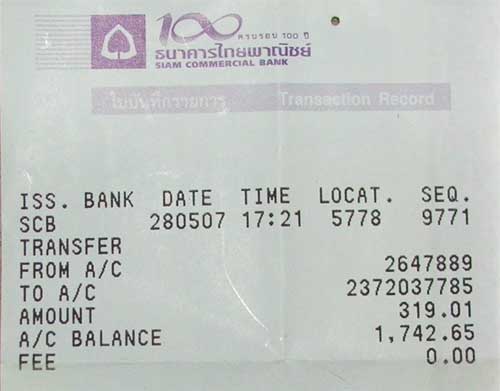 100 ครบรอบ 100 ปี
ธนาคารไทยพาณิชย์
SIAM COMMERCIAL BANK
ใบบันทึกรายการ Transaction Record
ISS. BANK DATE TIME LOCAT. SEQ.
SCB 280507 17:21 5778 9771
TRANSFER
FROM A/C 2647889
TO A/C 2372037785
AMOUNT 319.01
A/C BALANCE 1,742.65
FEE 0.00